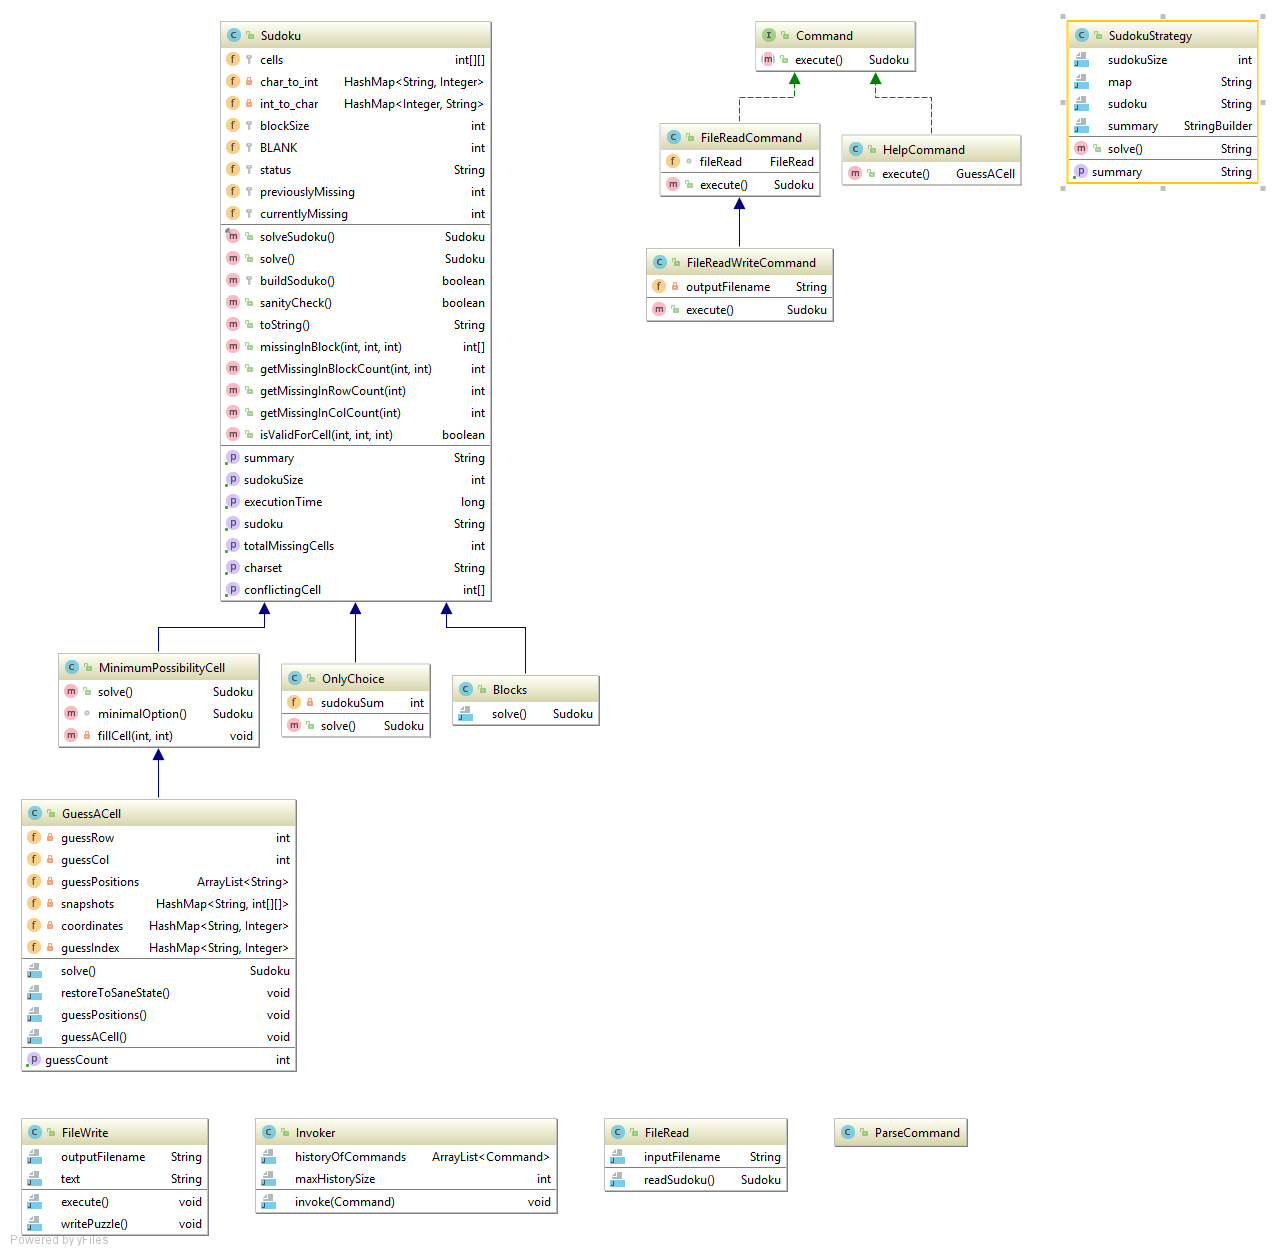 Sudoku
cells int[][]
char_to_int HashMap<String, Integer>
int_to_char HashMap<Integer, String>
blockSize int
BLANK int
status String
previouslyMissing int
currentlyMissing int
solveSudoku() Sudoku
solve() Sudoku
buildSoduko() boolean
sanityCheck() boolean
toString() String
missingInBlock(int, int, int) int[]
getMissingInBlockCount(int, int) int
getMissingInRowCount(int) int
getMissingInColCount(int) int
isValidForCell(int, int, int) boolean
summary String
sudokuSize int
executionTime long
sudoku String
totalMissingCells int
charset String
conflictingCell int[]
Command
execute() Sudoku
FileReadCommand
fileRead FileRead
execute() Sudoku
HelpCommand
execute() GuessACell
FileReadWriteCommand
outputFilename String
execute() Sudoku
SudokuStrategy
sudokuSize int
map String
sudoku String
summary StringBuilder
solve() String
summary String
MinimumPossibilityCell
solve() Sudoku
minimalOption() Sudoku
fillCell(int, int) void
OnlyChoice
sudokuSum int
solve() Sudoku
Blocks
solve() Sudoku
GuessACell
guessRow int
guessCol int
guessPositions ArrayList<String>
snapshots HashMap<String, int[][]>
coordinates HashMap<String, Integer>
guessIndex HashMap<String, Integer>
solve() Sudoku
restoreToSaneState() void
guessPositions() void
guessACell() void
guessCount int
FileWrite
outputFilename String
text String
execute() void
writePuzzle() void
Invoker
historyOfCommands ArrayList<Command>
maxHistorySize int
invoke(Command) void
FileRead
inputFilename String
readSudoku() Sudoku
ParseCommand
Powered by yFiles